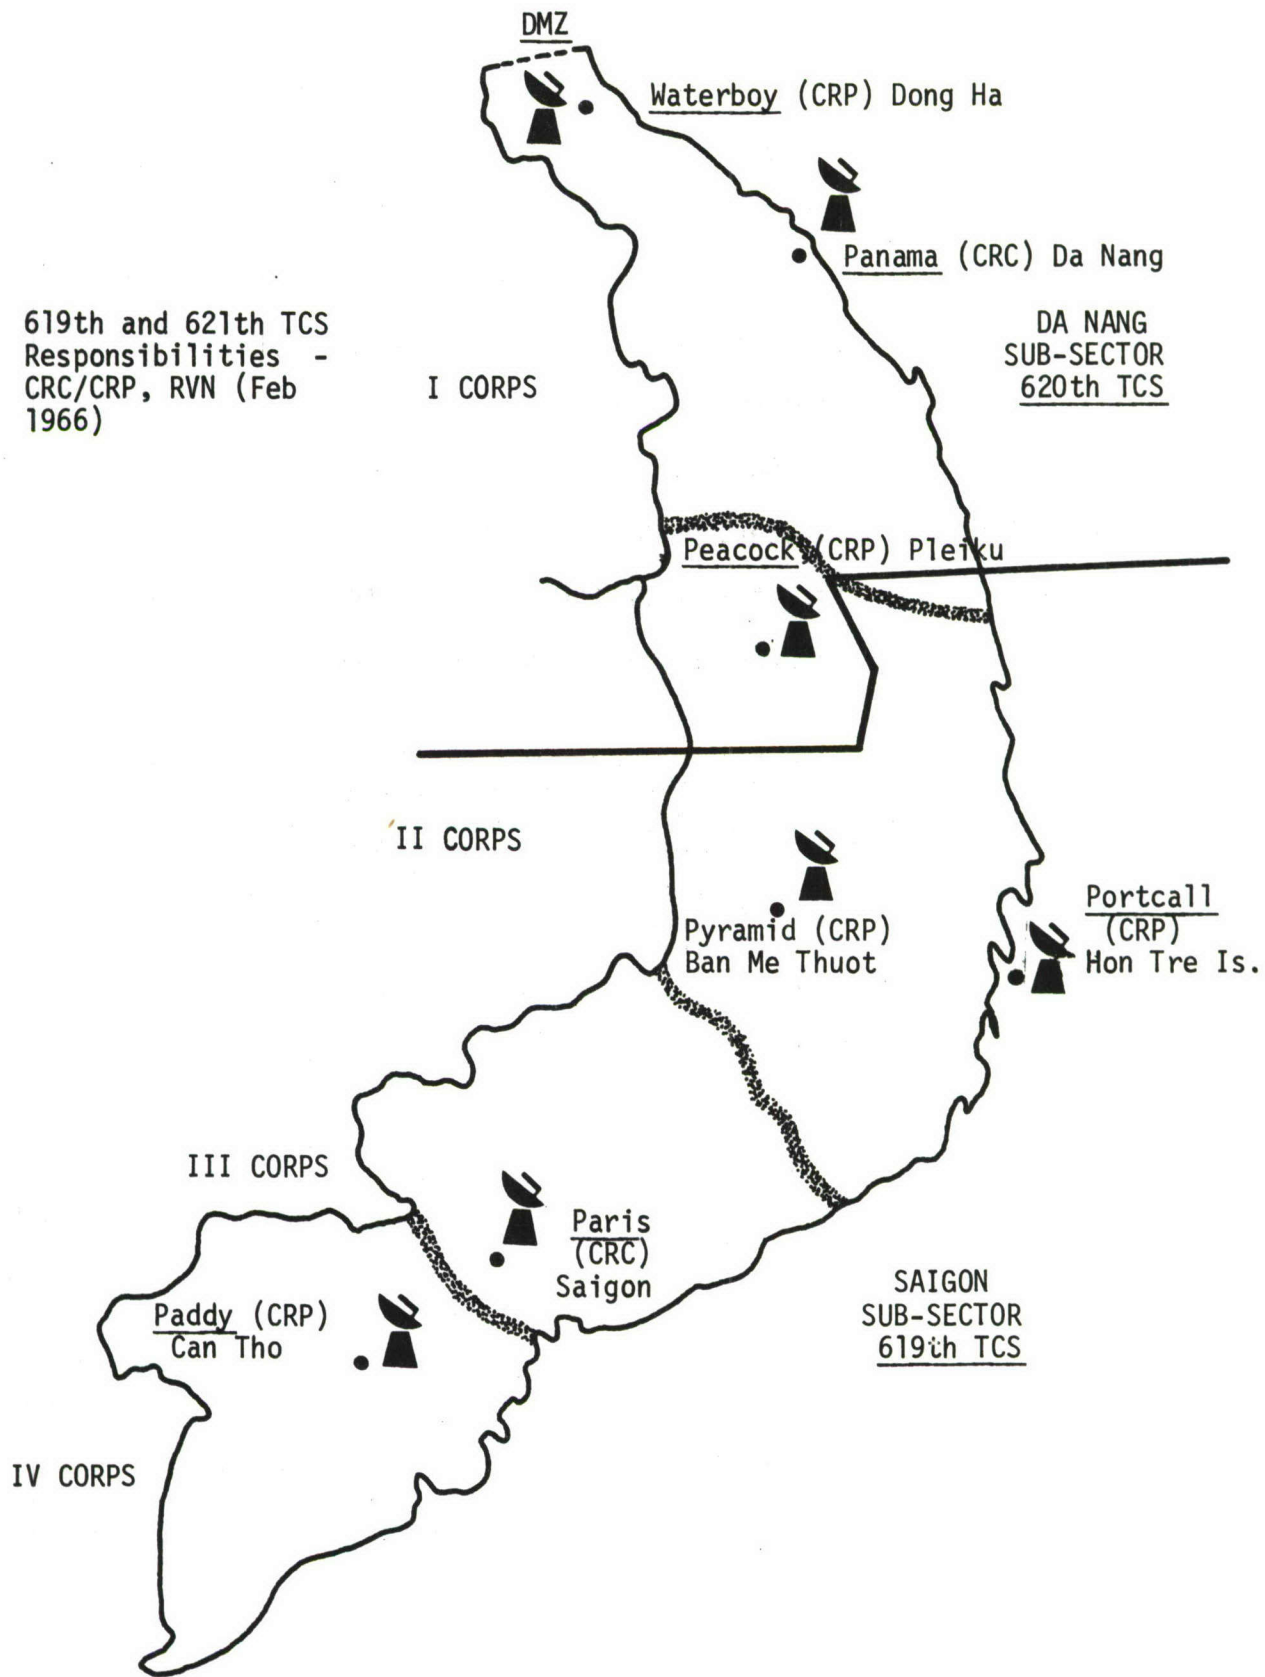 DMZ
Waterboy (CRP) Dong Ha
Panama (CRC) Da Nang
619th and 621th TCS
Responsibilities -
CRC/CRP, RVN (Feb
1966)
I CORPS
DA NANG
SUB-SECTOR
620th TCS
Peacock (CRP) Pleiku
II CORPS
Pyramid (CRP)
Ban Me Thuot
Portcall
(CRP)
Hon Tre Is.
III CORPS
Paris
(CRC)
Saigon
SAIGON
SUB-SECTOR
619th TCS
Paddy (CRP)
Can Tho
IV CORPS